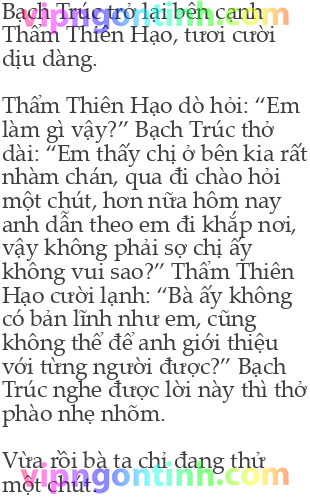 Bạch Trúc trở lại bên cạnh
Thẩm Thiên Hạo, tươi cười
dịu dàng.
Thẩm Thiên Hạo dò hỏi: “Em
làm gì vậy?” Bạch Trúc thở
dài: “Em thấy chị ở bên kia rất
nhàm chán, qua đi chào hỏi
một chút, hơn nữa hôm nay
anh dẫn theo em đi khắp nơi,
vậy không phải sợ chị ấy
không vui sao?” Thẩm Thiên
Hạo cười lạnh: “Bà ấy không
có bản lĩnh như em, cũng
không thể để anh giới thiệu
với từng người được?” Bạch
Trúc nghe được lời này thì thở
phào nhẹ nhõm.
Vừa rồi bà ta chỉ đang thử
một chút.
vipngontinh.com
vipngontinh.com